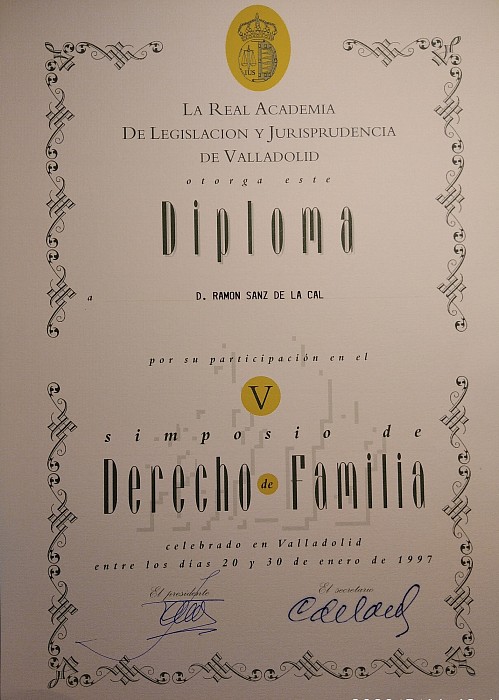 LA REAL ACADEMIA
DE LEGISLACION Y JURISPRUDENCIA
DE VALLADOLID
otorga este
Diploma
a D. RAMON SANZ DE LA CAL
por su participación en el
V
simposio de
Derecho de Familia
celebrado en Valladolid
entre los días 20 y 30 de enero de 1997
El presidente El secretario